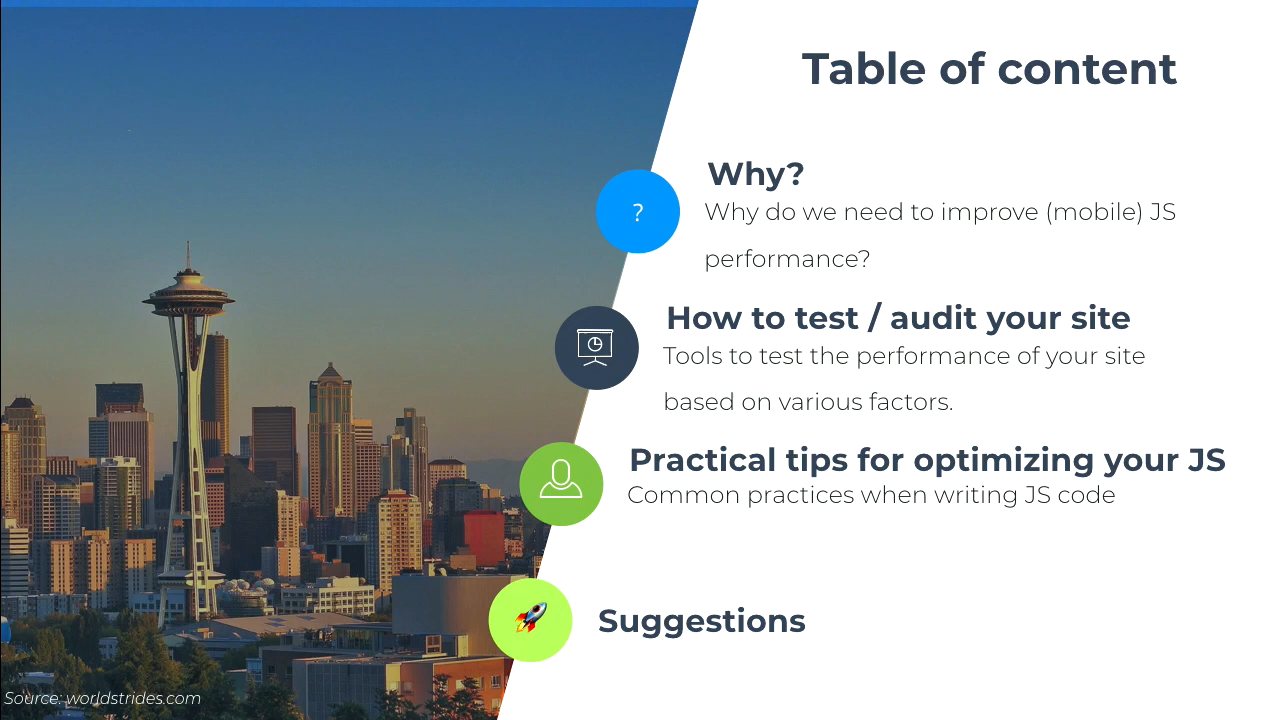 Table of content
Why?
?
Why do we need to improve (mobile) JS
performance?
How to test / audit your site
Tools to test the performance of your site
based on various factors.
Practical tips for optimizing your JS
Common practices when writing JS code
Suggestions
Source: worldstrides.com